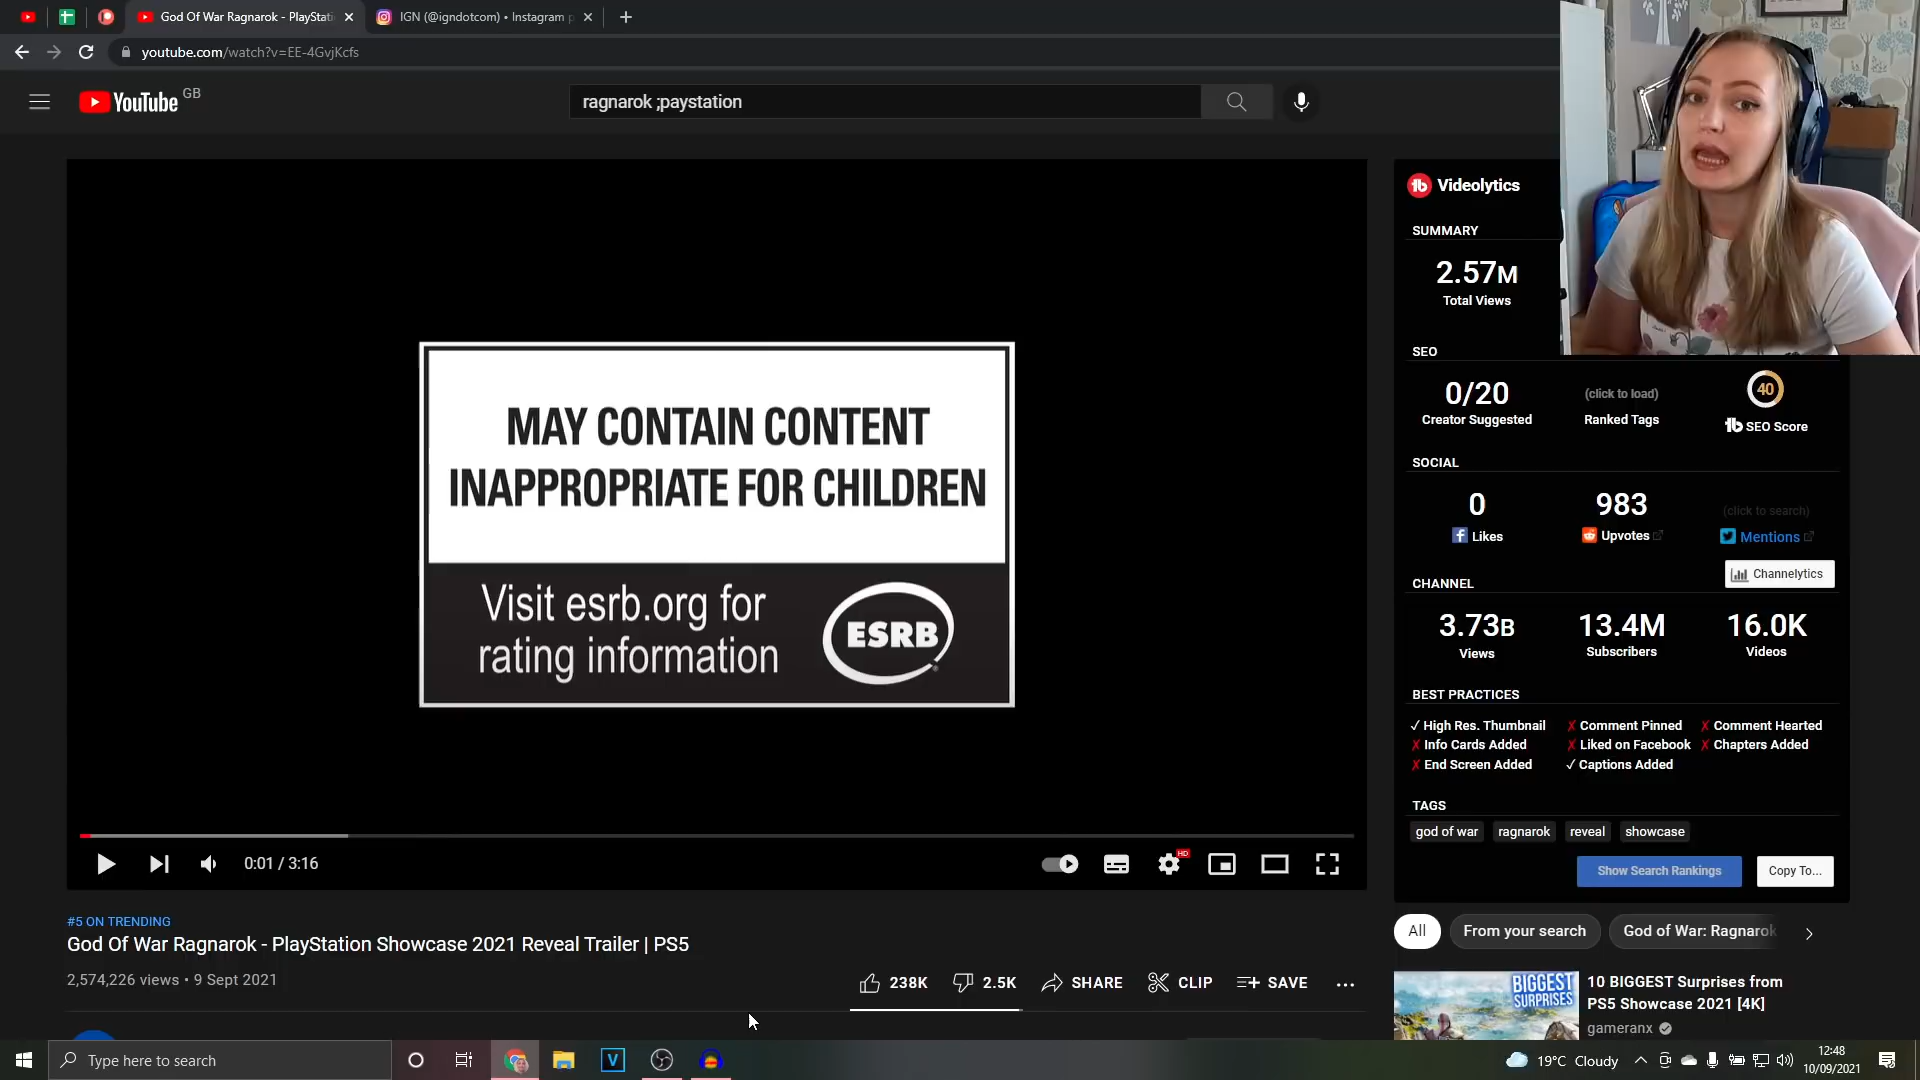 God Of War Ragnarok - PlayStati
IGN (@igndotcom) • Instagram p
youtube.com/watch?v=EE-4GvjKcfs
YouTube GB
ragnarok ;paystation
MAY CONTAIN CONTENT
INAPPROPRIATE FOR CHILDREN
Visit esrb.org for
rating information
ESRB
0:01 / 3:16
HD
#5 ON TRENDING
God Of War Ragnarok - PlayStation Showcase 2021 Reveal Trailer | PS5
2,574,226 views • 9 Sept 2021
238K 2.5K SHARE CLIP SAVE
Videolytics
SUMMARY
2.57M
Total Views
SEO
0/20 (click to load) 40
Creator Suggested Ranked Tags tb SEO Score
SOCIAL
0 983 (click to search)
Likes Upvotes Mentions
Channelytics
CHANNEL
3.73B 13.4M 16.0K
Views Subscribers Videos
BEST PRACTICES
✓ High Res. Thumbnail ✗ Comment Pinned ✗ Comment Hearted
✗ Info Cards Added ✗ Liked on Facebook ✗ Chapters Added
✗ End Screen Added ✓ Captions Added
TAGS
god of war ragnarok reveal showcase
Show Search Rankings Copy To...
All From your search God of War: Ragnarok
BIGGEST
SURPRISES
10 BIGGEST Surprises from
PS5 Showcase 2021 [4K]
gameranx
Type here to search
19°C Cloudy
12:48
10/09/2021